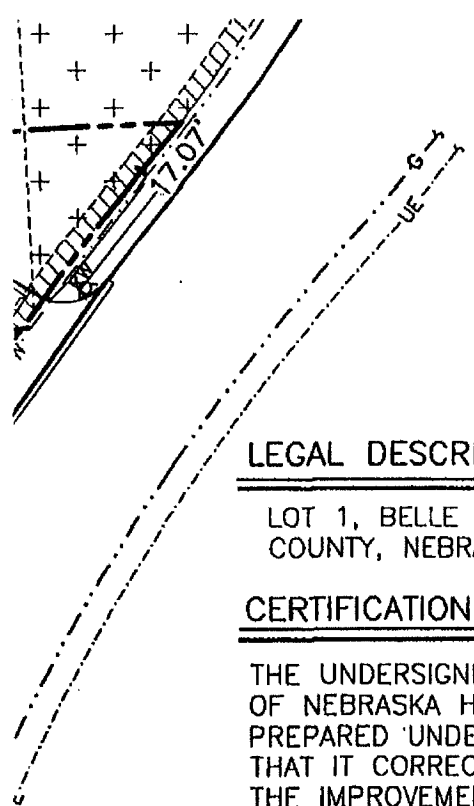 17.07'
G
UE
LEGAL DESCRI
LOT 1, BELLE
COUNTY, NEBRA
CERTIFICATION
THE UNDERSIGNE
OF NEBRASKA H
PREPARED UNDE
THAT IT CORREC
THE IMPROVEMEN